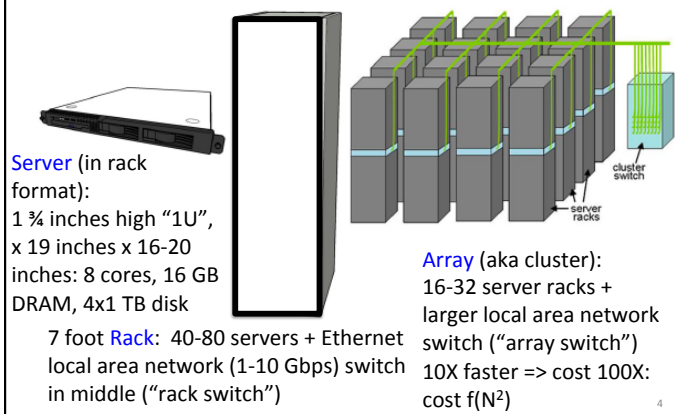 cluster
switch
server
racks
Server (in rack
format):
1 ¾ inches high “1U”,
x 19 inches x 16-20
inches: 8 cores, 16 GB
DRAM, 4x1 TB disk
7 foot Rack: 40-80 servers + Ethernet
local area network (1-10 Gbps) switch
in middle (“rack switch”)
Array (aka cluster):
16-32 server racks +
larger local area network
switch (“array switch”)
10X faster => cost 100X:
cost f(N²)
4